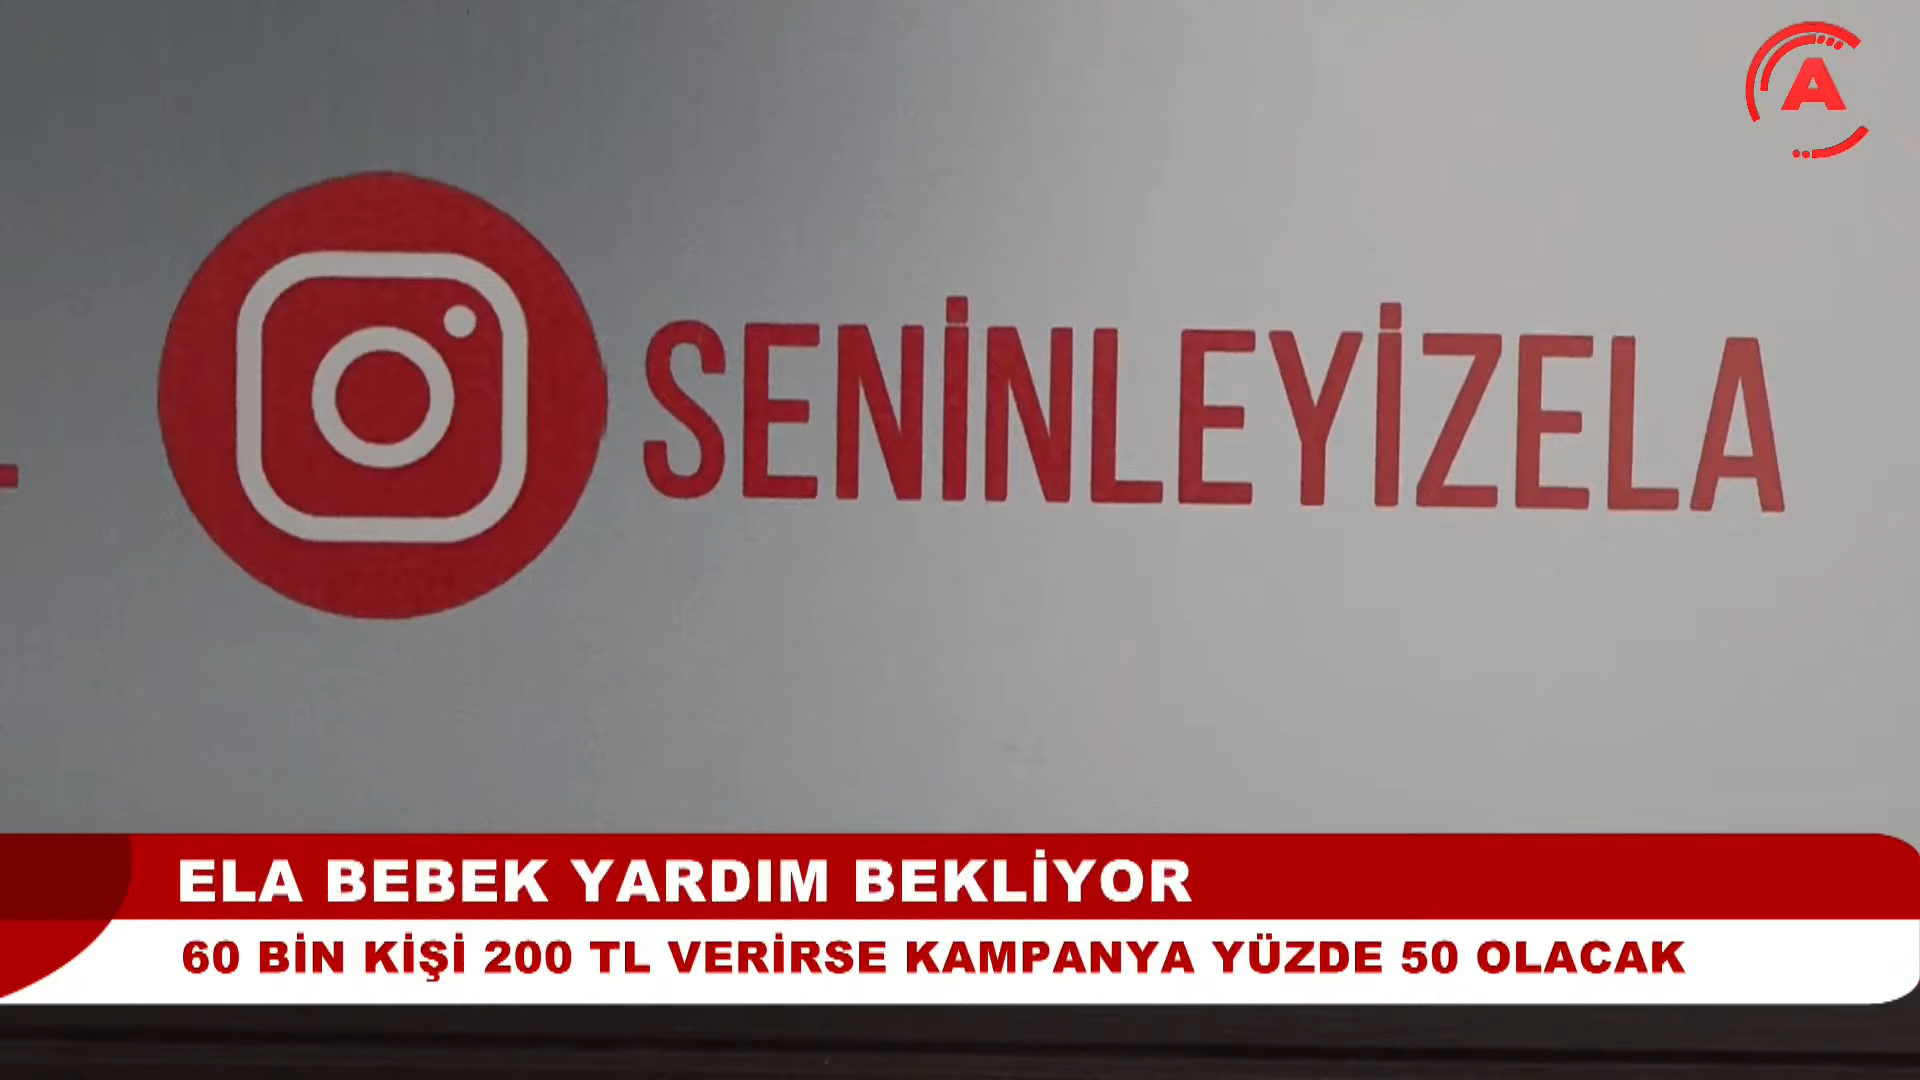 A
SENİNLEYİZELA
ELA BEBEK YARDIM BEKLİYOR
60 BİN KİŞİ 200 TL VERİRSE KAMPANYA YÜZDE 50 OLACAK